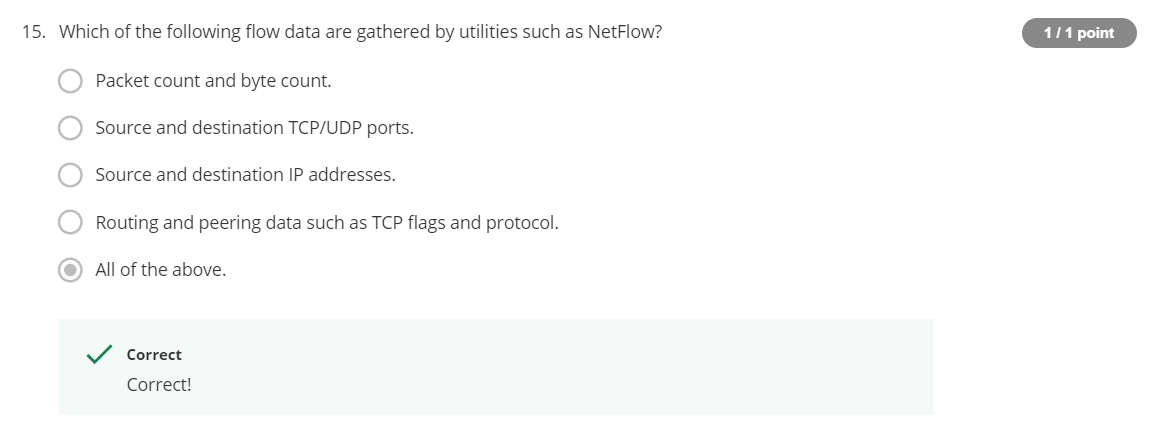 15. Which of the following flow data are gathered by utilities such as NetFlow?
1 / 1 point
Packet count and byte count.
Source and destination TCP/UDP ports.
Source and destination IP addresses.
Routing and peering data such as TCP flags and protocol.
All of the above.
Correct
Correct!